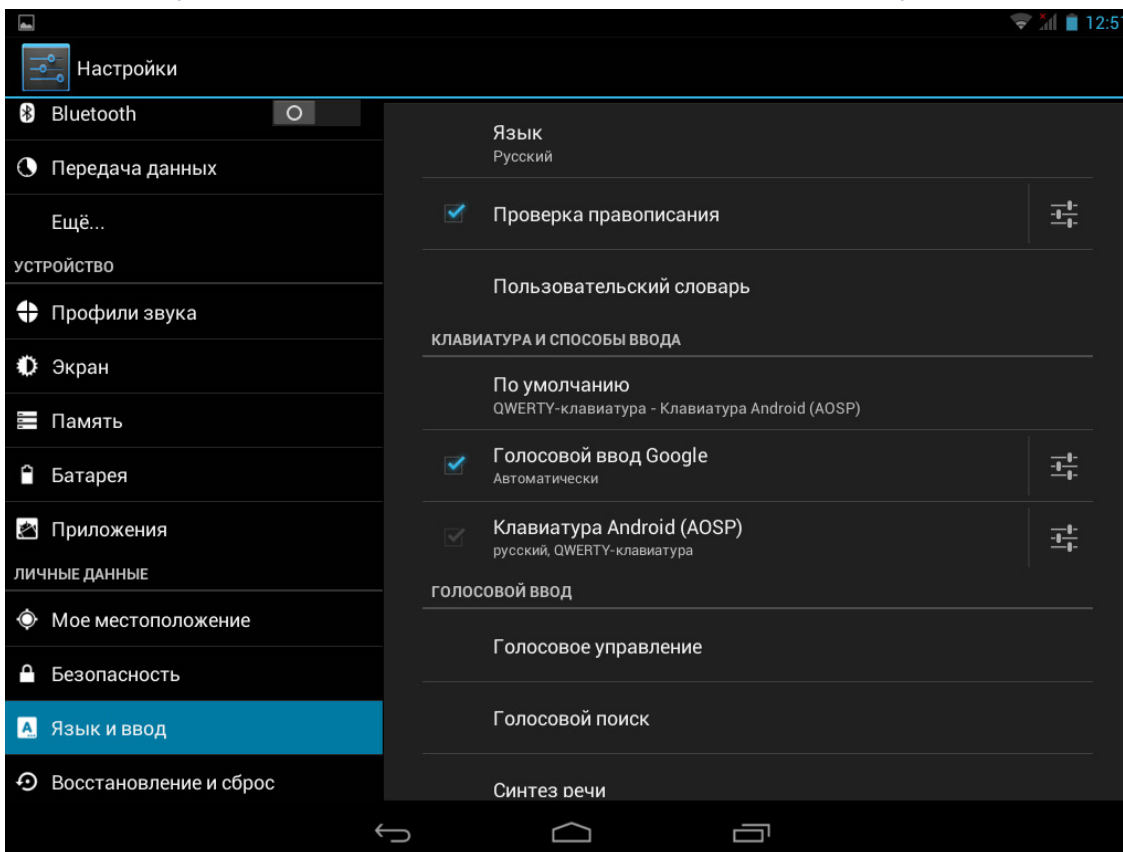 12:51
Настройки
Bluetooth
Передача данных
Ещё...
УСТРОЙСТВО
Профили звука
Экран
Память
Батарея
Приложения
ЛИЧНЫЕ ДАННЫЕ
Мое местоположение
Безопасность
Язык и ввод
Восстановление и сброс
Язык
Русский
Проверка правописания
Пользовательский словарь
КЛАВИАТУРА И СПОСОБЫ ВВОДА
По умолчанию
QWERTY-клавиатура - Клавиатура Android (AOSP)
Голосовой ввод Google
Автоматически
Клавиатура Android (AOSP)
русский, QWERTY-клавиатура
ГОЛОСОВОЙ ВВОД
Голосовое управление
Голосовой поиск
Синтез речи